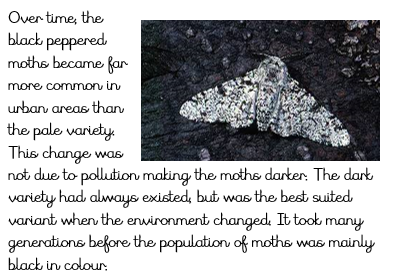 Over time, the
black peppered
moths became far
more common in
urban areas than
the pale variety.
This change was
not due to pollution making the moths darker. The dark
variety had always existed, but was the best suited
variant when the environment changed. It took many
generations before the population of moths was mainly
black in colour.